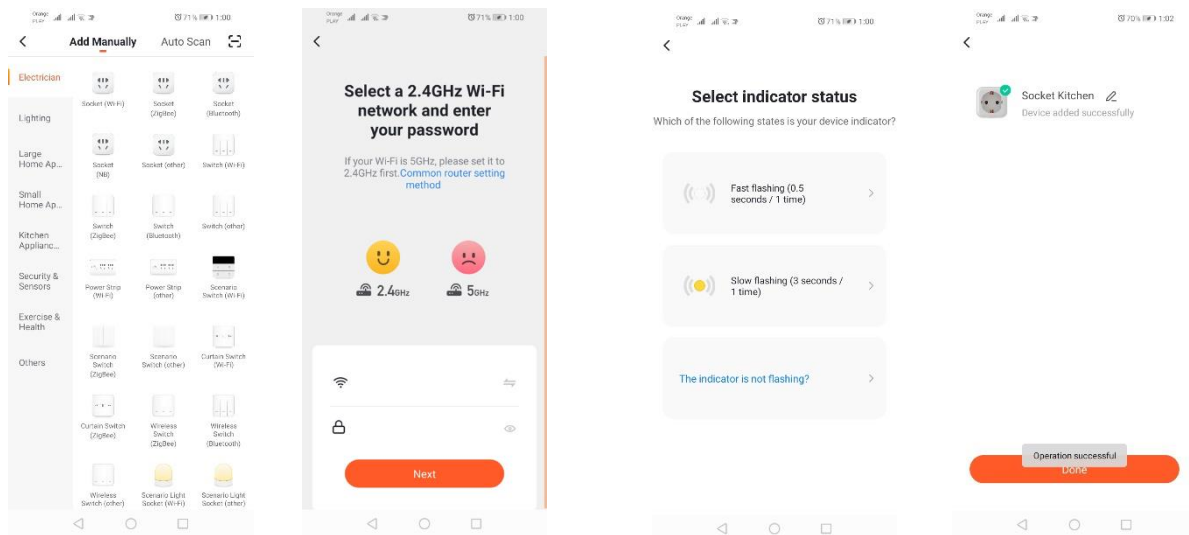 Orange
PLAY
71% 1:00
Add Manually Auto Scan
Electrician
Lighting
Large
Home Ap...
Small
Home Ap...
Kitchen
Applianc...
Security &
Sensors
Exercise &
Health
Others
Socket (Wi-Fi)
Socket
(ZigBee)
Socket
(Bluetooth)
Socket
(NB)
Socket (other)
Switch (Wi-Fi)
Switch
(ZigBee)
Switch
(Bluetooth)
Switch (other)
Power Strip
(Wi-Fi)
Power Strip
(other)
Scenario
Switch (Wi-Fi)
Scenario
Switch
(ZigBee)
Scenario
Switch (other)
Curtain Switch
(Wi-Fi)
Curtain Switch
(ZigBee)
Wireless
Switch
(ZigBee)
Wireless
Switch
(Bluetooth)
Wireless
Switch (other)
Scenario Light
Socket (Wi-Fi)
Scenario Light
Socket (other)
Orange
PLAY
71% 1:00
Select a 2.4GHz Wi-Fi
network and enter
your password
If your Wi-Fi is 5GHz, please set it to
2.4GHz first.Common router setting
method
2.4GHz
5GHz
Next
Orange
PLAY
71% 1:00
Select indicator status
Which of the following states is your device indicator?
Fast flashing (0.5
seconds / 1 time)
Slow flashing (3 seconds /
1 time)
The indicator is not flashing?
Orange
PLAY
70% 1:02
Socket Kitchen
Device added successfully
Operation successful
Done